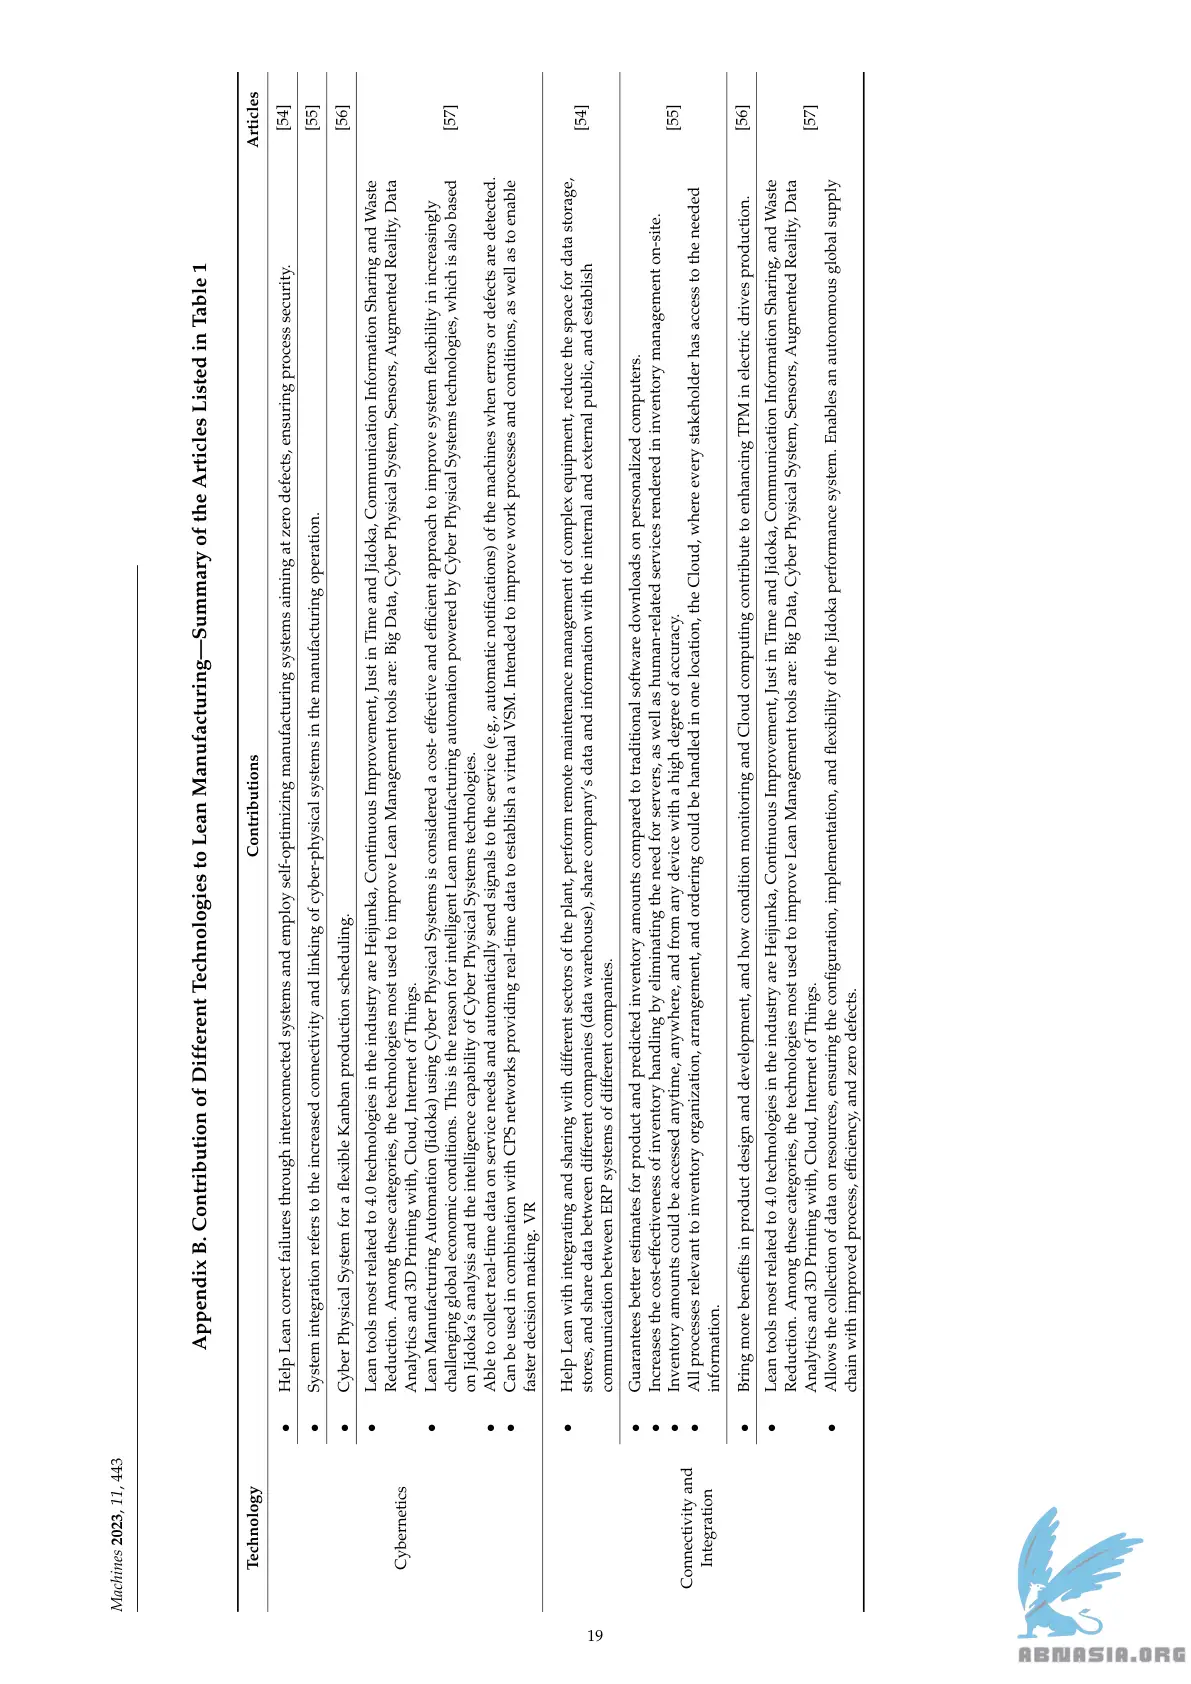 Machines 2023, 11, 443
Appendix B. Contribution of Different Technologies to Lean Manufacturing—Summary of the Articles Listed in Table 1
Technology Contributions Articles
Cybernetics
• Help Lean correct failures through interconnected systems and employ self-optimizing manufacturing systems aiming at zero defects, ensuring process security. [54]
• System integration refers to the increased connectivity and linking of cyber-physical systems in the manufacturing operation. [55]
• Cyber Physical System for a flexible Kanban production scheduling. [56]
• Lean tools most related to 4.0 technologies in the industry are Heijunka, Continuous Improvement, Just in Time and Jidoka, Communication Information Sharing and Waste
Reduction. Among these categories, the technologies most used to improve Lean Management tools are: Big Data, Cyber Physical System, Sensors, Augmented Reality, Data
Analytics and 3D Printing with, Cloud, Internet of Things.
• Lean Manufacturing Automation (Jidoka) using Cyber Physical Systems is considered a cost- effective and efficient approach to improve system flexibility in increasingly
challenging global economic conditions. This is the reason for intelligent Lean manufacturing automation powered by Cyber Physical Systems technologies, which is also based
on Jidoka's analysis and the intelligence capability of Cyber Physical Systems technologies.
• Able to collect real-time data on service needs and automatically send signals to the service (e.g., automatic notifications) of the machines when errors or defects are detected.
• Can be used in combination with CPS networks providing real-time data to establish a virtual VSM. Intended to improve work processes and conditions, as well as to enable
faster decision making. VR
[57]
Connectivity and
Integration
• Help Lean with integrating and sharing with different sectors of the plant, perform remote maintenance management of complex equipment, reduce the space for data storage,
stores, and share data between different companies (data warehouse), share company's data and information with the internal and external public, and establish
communication between ERP systems of different companies.
[54]
• Guarantees better estimates for product and predicted inventory amounts compared to traditional software downloads on personalized computers.
• Increases the cost-effectiveness of inventory handling by eliminating the need for servers, as well as human-related services rendered in inventory management on-site.
• Inventory amounts could be accessed anytime, anywhere, and from any device with a high degree of accuracy.
• All processes relevant to inventory organization, arrangement, and ordering could be handled in one location, the Cloud, where every stakeholder has access to the needed
information.
[55]
• Bring more benefits in product design and development, and how condition monitoring and Cloud computing contribute to enhancing TPM in electric drives production. [56]
• Lean tools most related to 4.0 technologies in the industry are Heijunka, Continuous Improvement, Just in Time and Jidoka, Communication Information Sharing, and Waste
Reduction. Among these categories, the technologies most used to improve Lean Management tools are: Big Data, Cyber Physical System, Sensors, Augmented Reality, Data
Analytics and 3D Printing with, Cloud, Internet of Things.
• Allows the collection of data on resources, ensuring the configuration, implementation, and flexibility of the Jidoka performance system. Enables an autonomous global supply
chain with improved process, efficiency, and zero defects.
[57]
19
ABNASIA.ORG